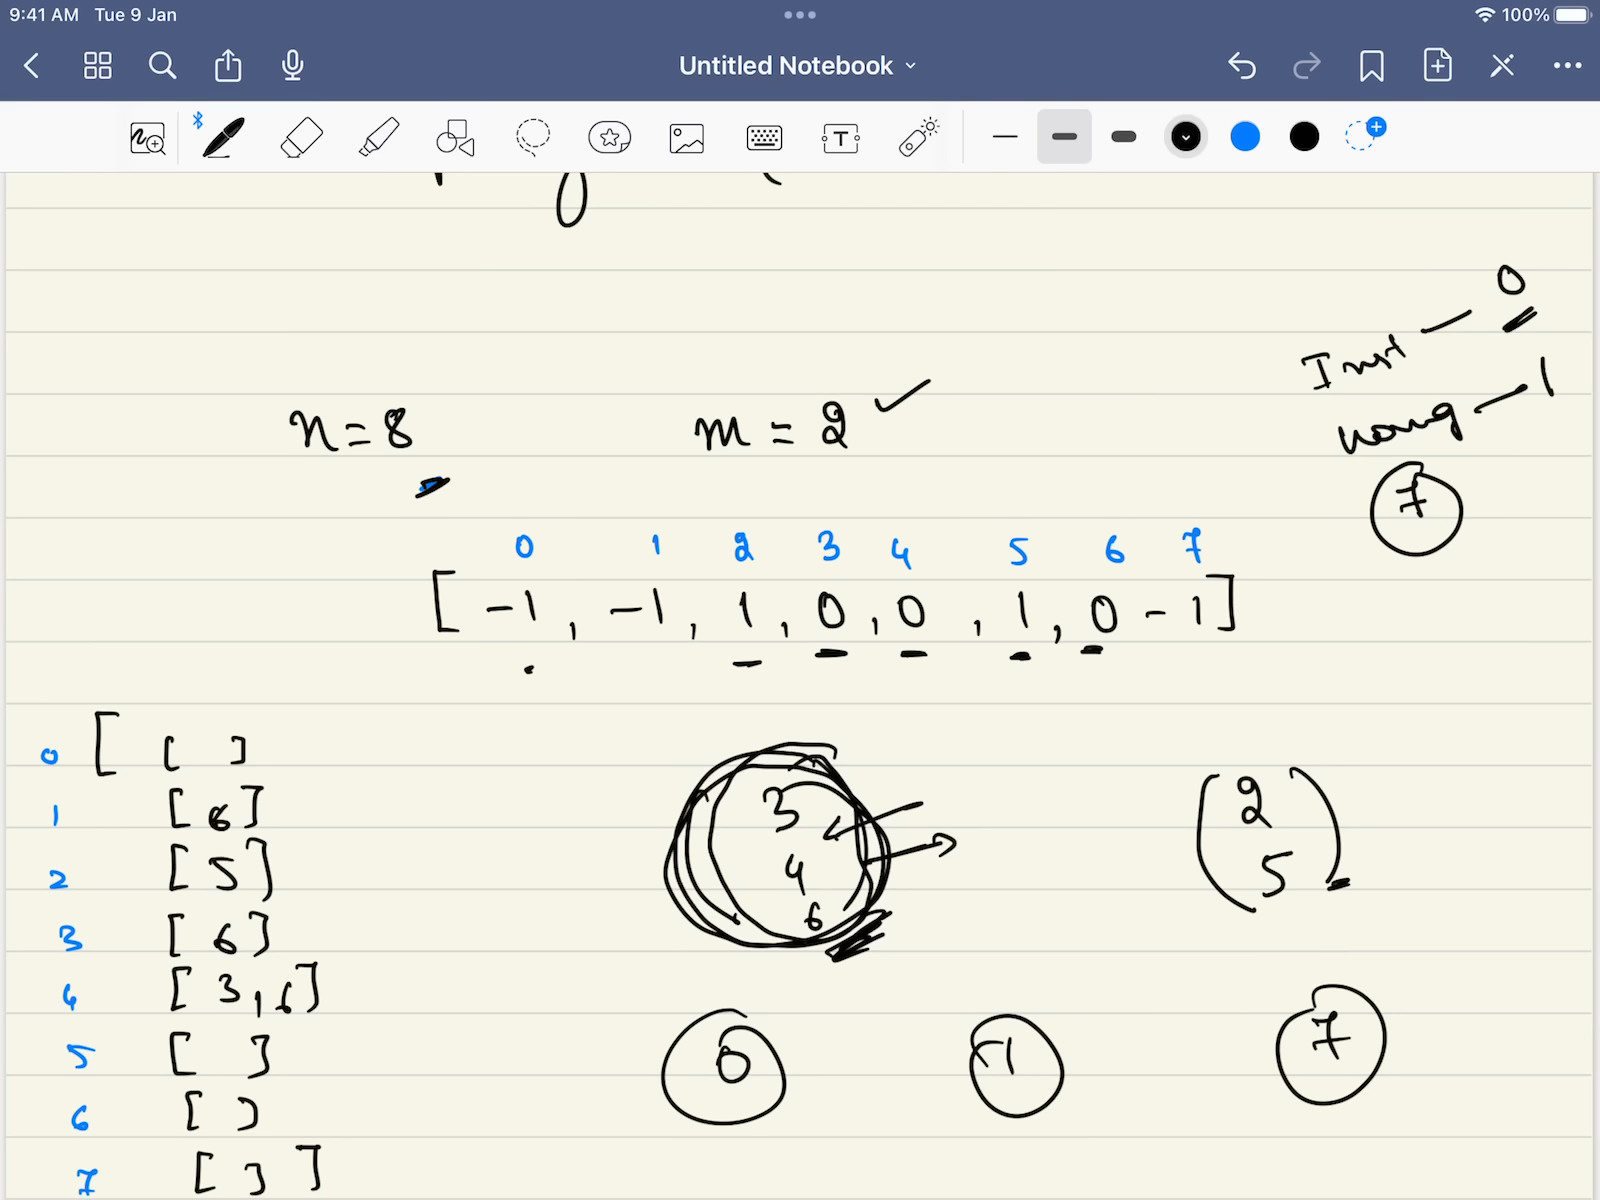 9:41 AM Tue 9 Jan 100%
Untitled Notebook
T
0
Inst —
nong — 1
n = 8 m = 2 ✓
7
0 1 2 3 4 5 6 7
[ -1, -1, 1, 0, 0, 1, 0 -1 ]
0 [ [ ]
1 [ 6 ]
2 [ 5 ]
3 [ 6 ]
4 [ 3, 6 ]
5 [ ]
6 [ ]
7 [ ] ]
3
4
6
( 2
5 )
0 -1 7